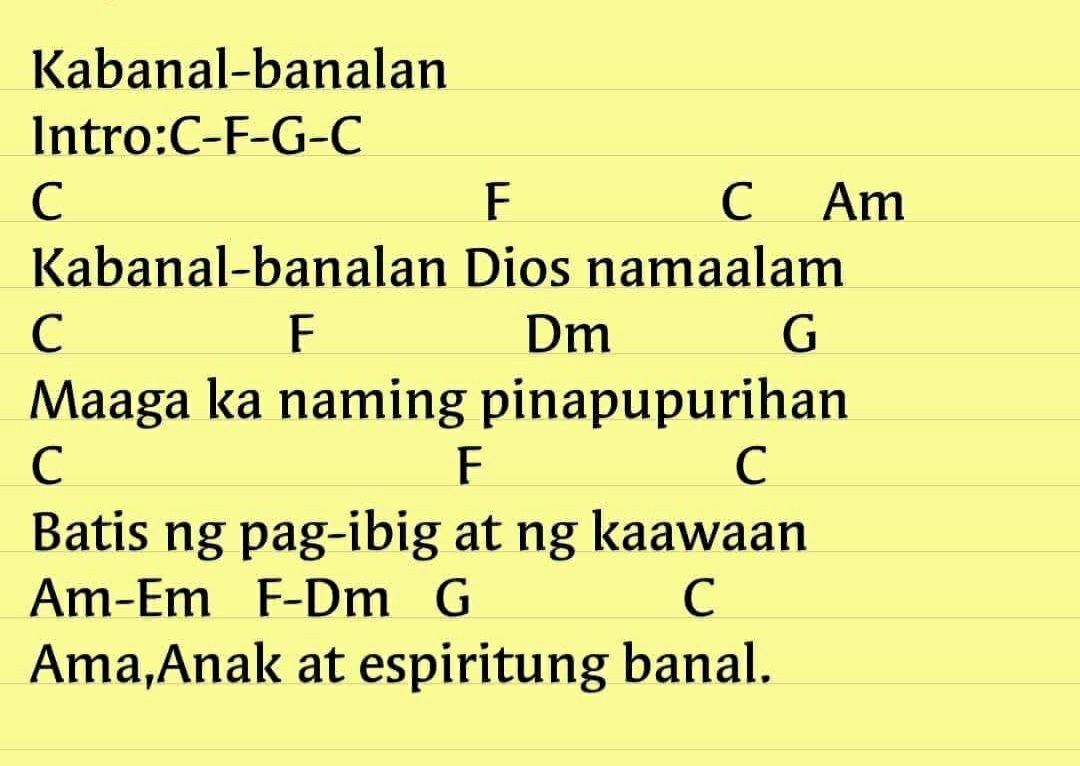 Kabanal-banalan
Intro:C-F-G-C
C F C Am
Kabanal-banalan Dios namaalam
C F Dm G
Maaga ka naming pinapupurihan
C F C
Batis ng pag-ibig at ng kaawaan
Am-Em F-Dm G C
Ama,Anak at espiritung banal.